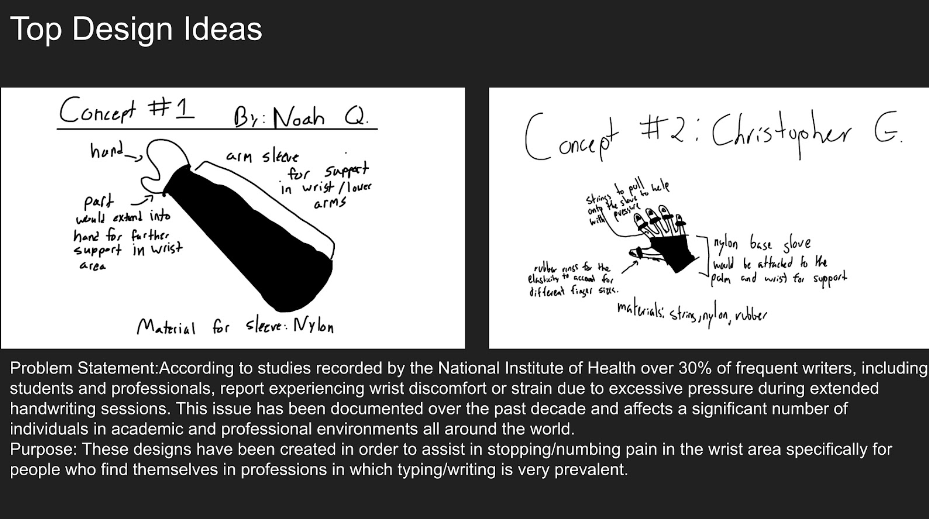 Top Design Ideas
Concept #1 By: Noah Q.
hand
arm sleeve
for support
in wrist/lower
arms
part
would extend into
hand for further
support in wrist
area
Material for sleeve: Nylon
Concept #2: Christopher G.
strings to pull
only the glove to help
with pressure
nylon base glove
would be attached to the
palm and wrist for support
rubber rings for the
elasticity to account for
different finger sizes.
materials: string, nylon, rubber
Problem Statement:According to studies recorded by the National Institute of Health over 30% of frequent writers, including
students and professionals, report experiencing wrist discomfort or strain due to excessive pressure during extended
handwriting sessions. This issue has been documented over the past decade and affects a significant number of
individuals in academic and professional environments all around the world.
Purpose: These designs have been created in order to assist in stopping/numbing pain in the wrist area specifically for
people who find themselves in professions in which typing/writing is very prevalent.